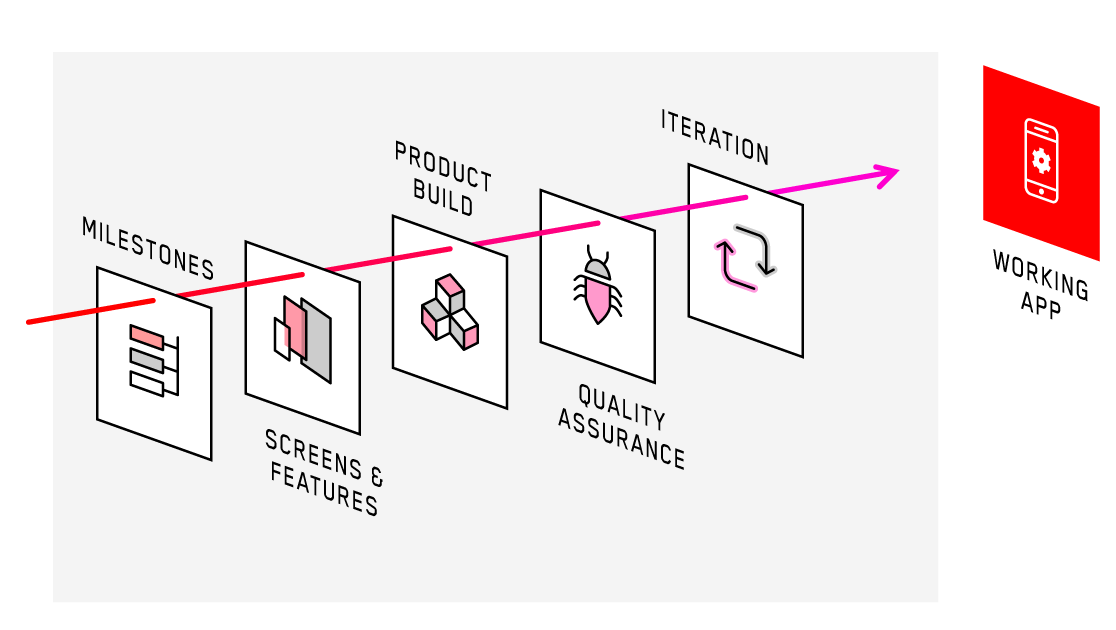 MILESTONES
SCREENS &
FEATURES
PRODUCT
BUILD
QUALITY
ASSURANCE
ITERATION
WORKING
APP